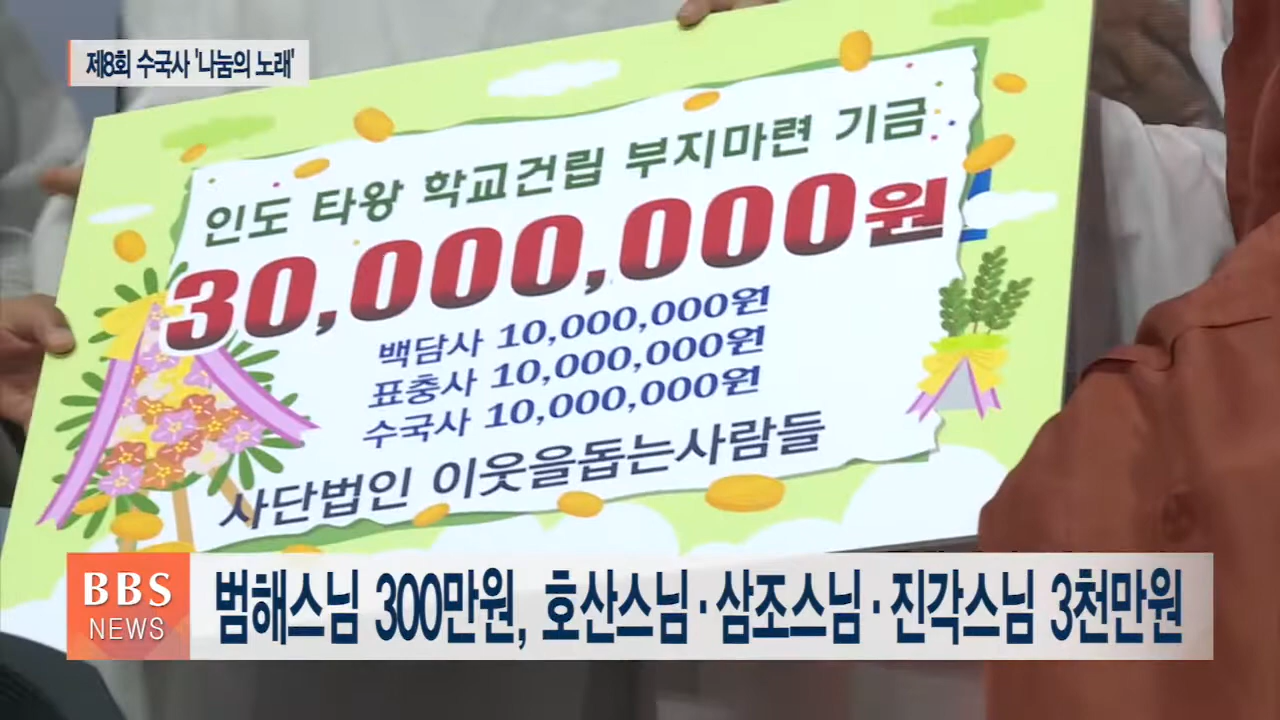 제8회 수국사 '나눔의 노래'
인도 타왕 학교건립 부지마련 기금
30,000,000원
백담사 10,000,000원
표충사 10,000,000원
수국사 10,000,000원
사단법인 이웃을돕는사람들
BBS
NEWS
범해스님 300만원, 호산스님·삼조스님·진각스님 3천만원